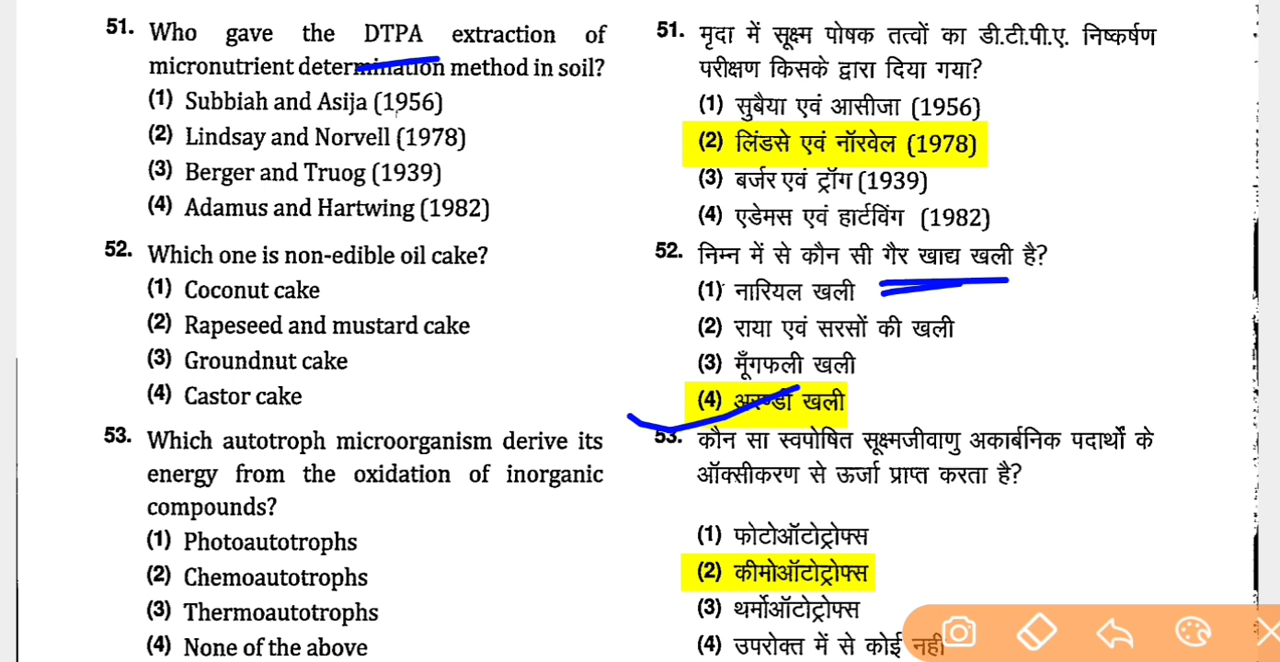 51. Who gave the DTPA extraction of
micronutrient determination method in soil?
(1) Subbiah and Asija (1956)
(2) Lindsay and Norvell (1978)
(3) Berger and Truog (1939)
(4) Adamus and Hartwing (1982)
52. Which one is non-edible oil cake?
(1) Coconut cake
(2) Rapeseed and mustard cake
(3) Groundnut cake
(4) Castor cake
53. Which autotroph microorganism derive its
energy from the oxidation of inorganic
compounds?
(1) Photoautotrophs
(2) Chemoautotrophs
(3) Thermoautotrophs
(4) None of the above
51. मृदा में सूक्ष्म पोषक तत्वों का डी.टी.पी.ए. निष्कर्षण
परीक्षण किसके द्वारा दिया गया?
(1) सुबैया एवं आसीजा (1956)
(2) लिंडसे एवं नॉरवेल (1978)
(3) बर्जर एवं ट्रॉग (1939)
(4) एडेमस एवं हार्टविंग (1982)
52. निम्न में से कौन सी गैर खाद्य खली है?
(1) नारियल खली
(2) राया एवं सरसों की खली
(3) मूँगफली खली
(4) अरण्डी खली
53. कौन सा स्वपोषित सूक्ष्मजीवाणु अकार्बनिक पदार्थों के
ऑक्सीकरण से ऊर्जा प्राप्त करता है?
(1) फोटोऑटोट्रोफ्स
(2) कीमोऑटोट्रोफ्स
(3) थर्मोऑटोट्रोफ्स
(4) उपरोक्त में से कोई नही